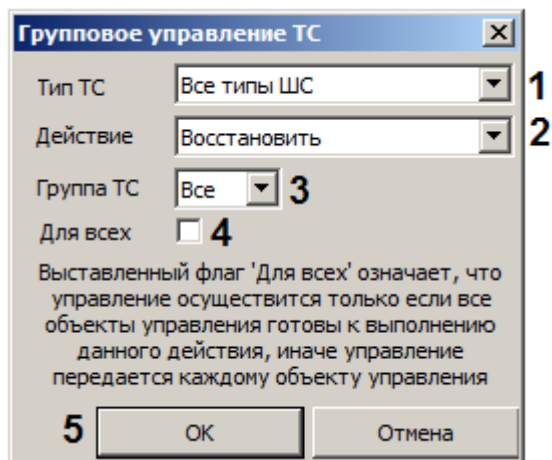 Групповое управление ТС
Тип ТС Все типы ШС 1
Действие Восстановить 2
Группа ТС Все 3
Для всех 4
Выставленный флаг 'Для всех' означает, что
управление осуществится только если все
объекты управления готовы к выполнению
данного действия, иначе управление
передается каждому объекту управления
5 OK Отмена